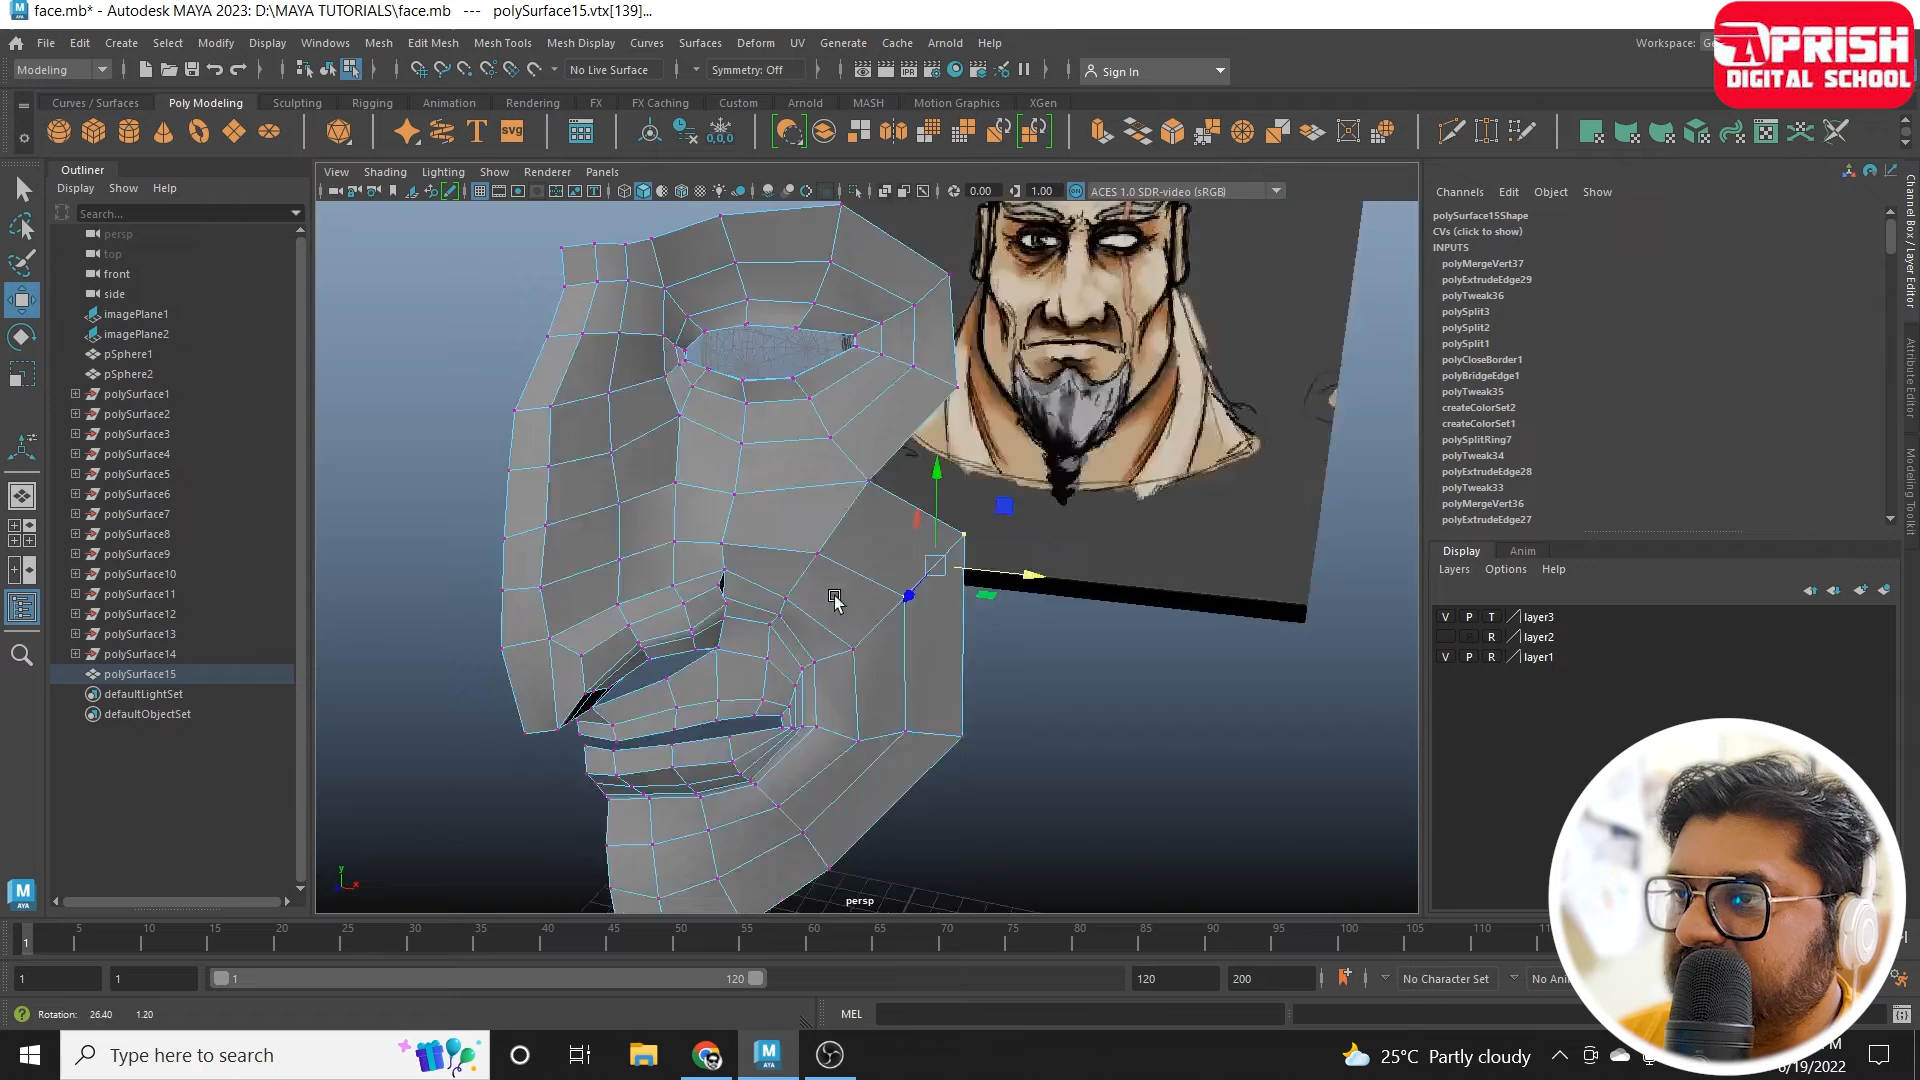 face.mb* - Autodesk MAYA 2023: D:\MAYA TUTORIALS\face.mb   ---   polySurface15.vtx[139]...
File Edit Create Select Modify Display Windows Mesh Edit Mesh Mesh Tools Mesh Display Curves Surfaces Deform UV Generate Cache Arnold Help
Workspace:
APRISH
DIGITAL SCHOOL
Modeling
No Live Surface
Symmetry: Off
Sign In
Curves / Surfaces Poly Modeling Sculpting Rigging Animation Rendering FX FX Caching Custom Arnold MASH Motion Graphics XGen
Outliner
Display Show Help
Search...
persp
top
front
side
imagePlane1
imagePlane2
pSphere1
pSphere2
polySurface1
polySurface2
polySurface3
polySurface4
polySurface5
polySurface6
polySurface7
polySurface8
polySurface9
polySurface10
polySurface11
polySurface12
polySurface13
polySurface14
polySurface15
defaultLightSet
defaultObjectSet
View Shading Lighting Show Renderer Panels
0.00
1.00
ACES 1.0 SDR-video (sRGB)
persp
Channels Edit Object Show
polySurface15Shape
CVs (click to show)
INPUTS
polyMergeVert37
polyExtrudeEdge29
polyTweak36
polySplit3
polySplit2
polySplit1
polyCloseBorder1
polyBridgeEdge1
polyTweak35
createColorSet2
createColorSet1
polySplitRing7
polyTweak34
polyExtrudeEdge28
polyTweak33
polyMergeVert36
polyExtrudeEdge27
Display Anim
Layers Options Help
V P T layer3
R layer2
V P R layer1
Channel Box / Layer Editor
Attribute Editor
Modeling Toolkit
5 10 15 20 25 30 35 40 45 50 55 60 65 70 75 80 85 90 95 100 105 110
1
1
1
1
120
120
200
No Character Set
Rotation: 26.40 1.20
MEL
Type here to search
25°C Partly cloudy